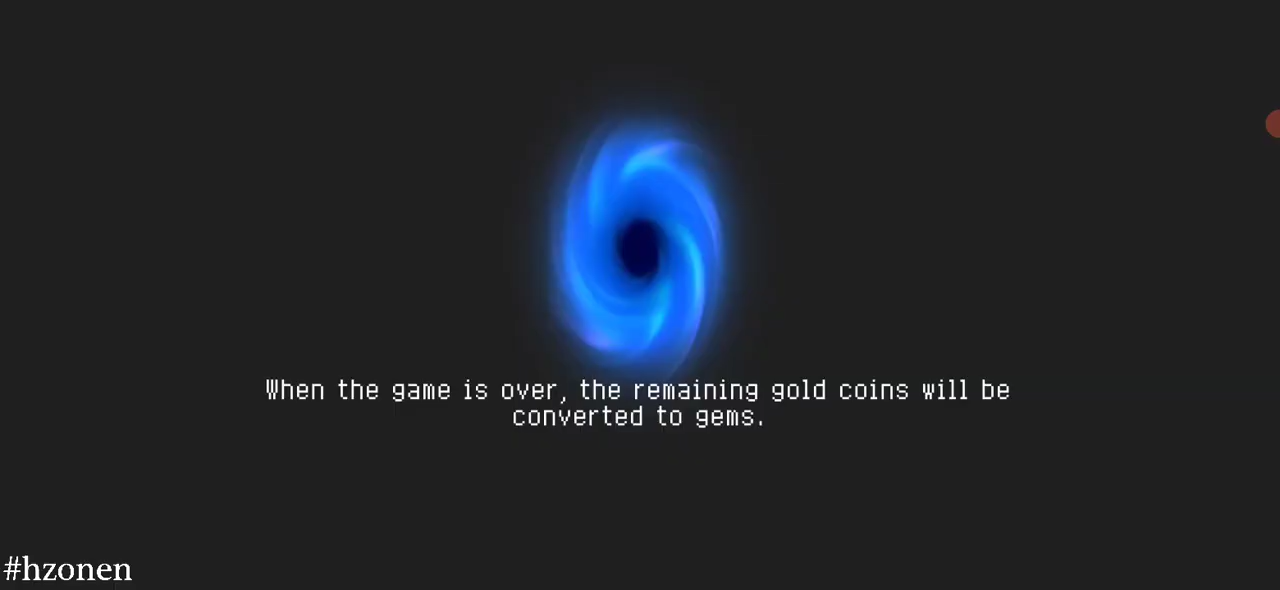 When the game is over, the remaining gold coins will be
converted to gems.
#hzonen